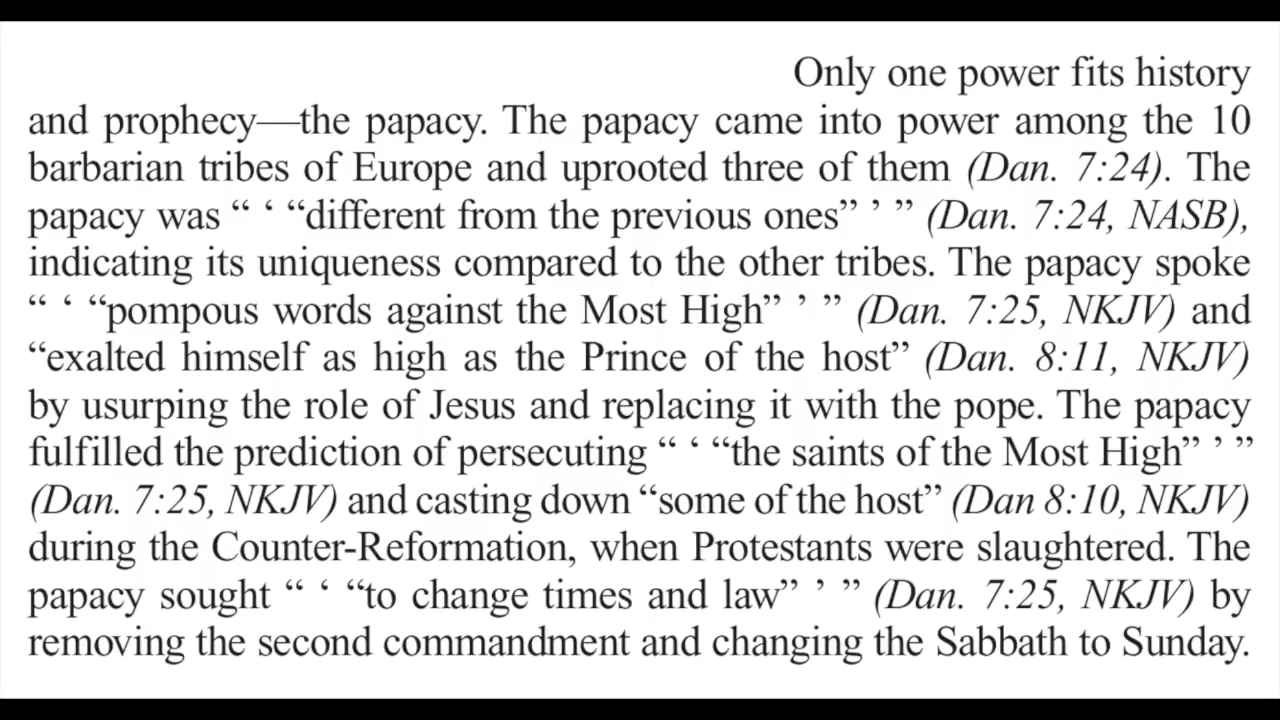 Only one power fits history
and prophecy—the papacy. The papacy came into power among the 10
barbarian tribes of Europe and uprooted three of them (Dan. 7:24). The
papacy was “ ‘ “different from the previous ones” ’ ” (Dan. 7:24, NASB),
indicating its uniqueness compared to the other tribes. The papacy spoke
“ ‘ “pompous words against the Most High” ’ ” (Dan. 7:25, NKJV) and
“exalted himself as high as the Prince of the host” (Dan. 8:11, NKJV)
by usurping the role of Jesus and replacing it with the pope. The papacy
fulfilled the prediction of persecuting “ ‘ “the saints of the Most High” ’ ”
(Dan. 7:25, NKJV) and casting down “some of the host” (Dan 8:10, NKJV)
during the Counter-Reformation, when Protestants were slaughtered. The
papacy sought “ ‘ “to change times and law” ’ ” (Dan. 7:25, NKJV) by
removing the second commandment and changing the Sabbath to Sunday.